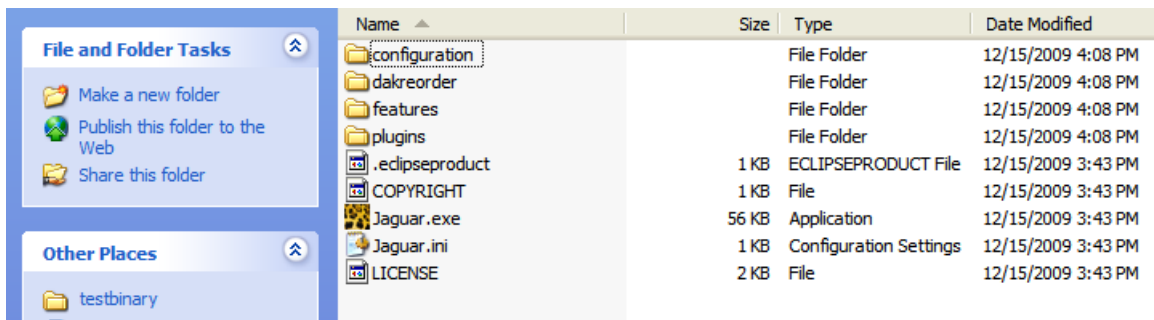 File and Folder Tasks
Make a new folder
Publish this folder to the
Web
Share this folder
Other Places
testbinary
Name Size Type Date Modified
configuration File Folder 12/15/2009 4:08 PM
dakreorder File Folder 12/15/2009 4:08 PM
features File Folder 12/15/2009 4:08 PM
plugins File Folder 12/15/2009 4:08 PM
.eclipseproduct 1 KB ECLIPSEPRODUCT File 12/15/2009 3:43 PM
COPYRIGHT 1 KB File 12/15/2009 3:43 PM
Jaguar.exe 56 KB Application 12/15/2009 3:43 PM
Jaguar.ini 1 KB Configuration Settings 12/15/2009 3:43 PM
LICENSE 2 KB File 12/15/2009 3:43 PM